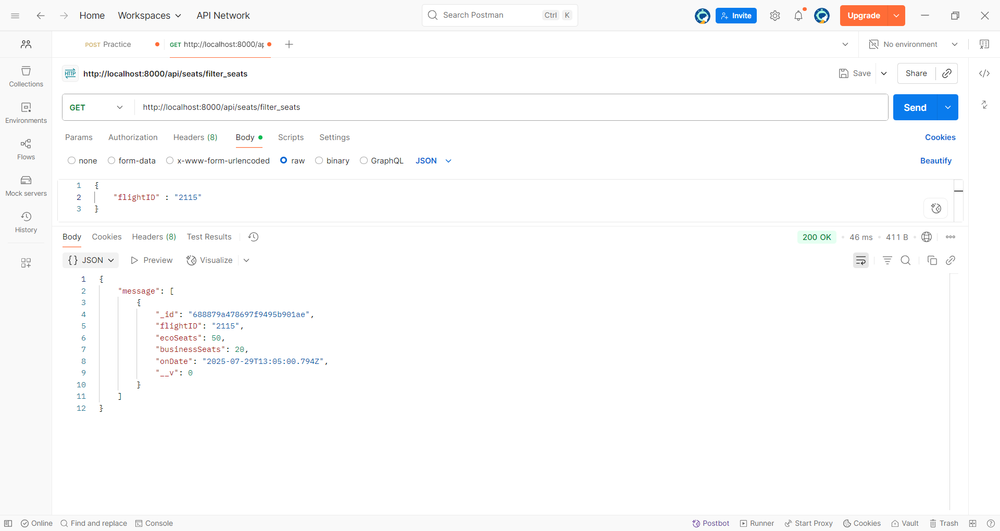 Home Workspaces API Network Search Postman Ctrl K Invite Upgrade
POST Practice GET http://localhost:8000/ap No environment
HTTP http://localhost:8000/api/seats/filter_seats Save Share
GET http://localhost:8000/api/seats/filter_seats Send
Params Authorization Headers (8) Body Scripts Settings Cookies
none form-data x-www-form-urlencoded raw binary GraphQL JSON Beautify
1 {
2 "flightID" : "2115"
3 }
Collections
Environments
Flows
Mock servers
History
Body Cookies Headers (8) Test Results 200 OK 46 ms 411 B
{} JSON Preview Visualize
1 {
2 "message": [
3 {
4 "_id": "688879a478697f9495b901ae",
5 "flightID": "2115",
6 "ecoSeats": 50,
7 "businessSeats": 20,
8 "onDate": "2025-07-29T13:05:00.794Z",
9 "__v": 0
10 }
11 ]
12 }
Online Find and replace Console Postbot Runner Start Proxy Cookies Vault Trash